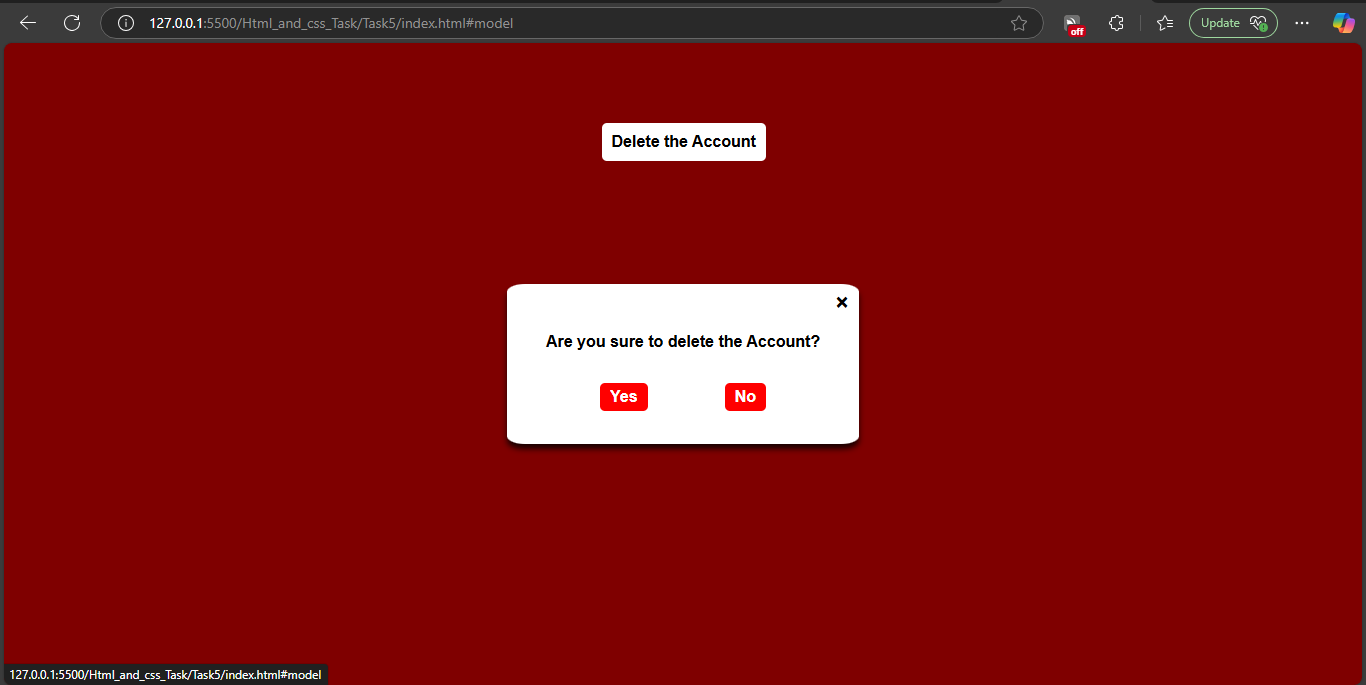 127.0.0.1:5500/Html_and_css_Task/Task5/index.html#model
off
Update
Delete the Account
×
Are you sure to delete the Account?
Yes No
127.0.0.1:5500/Html_and_css_Task/Task5/index.html#model